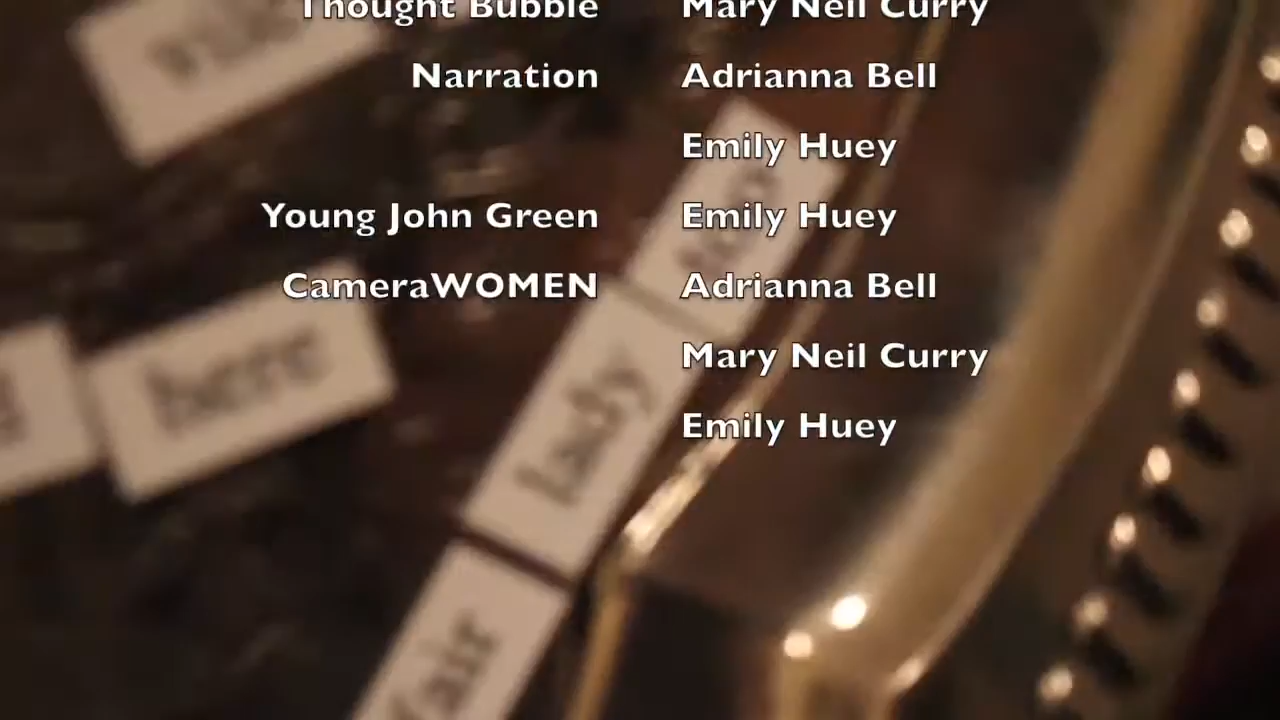 Thought Bubble Mary Neil Curry
Narration Adrianna Bell
Emily Huey
Young John Green Emily Huey
CameraWOMEN Adrianna Bell
Mary Neil Curry
Emily Huey
here
lady
fair